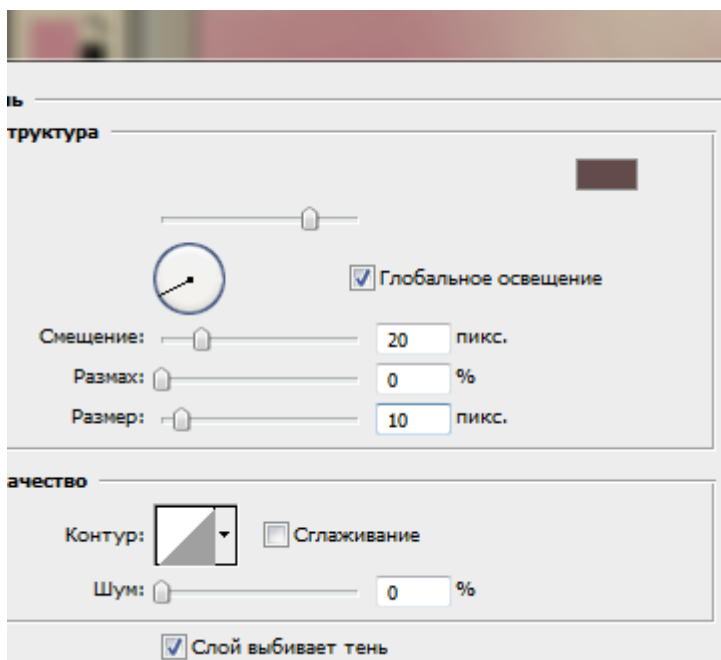 ль
труктура
Глобальное освещение
Смещение: 20 пикс.
Размах: 0 %
Размер: 10 пикс.
ачество
Контур: Сглаживание
Шум: 0 %
Слой выбивает тень